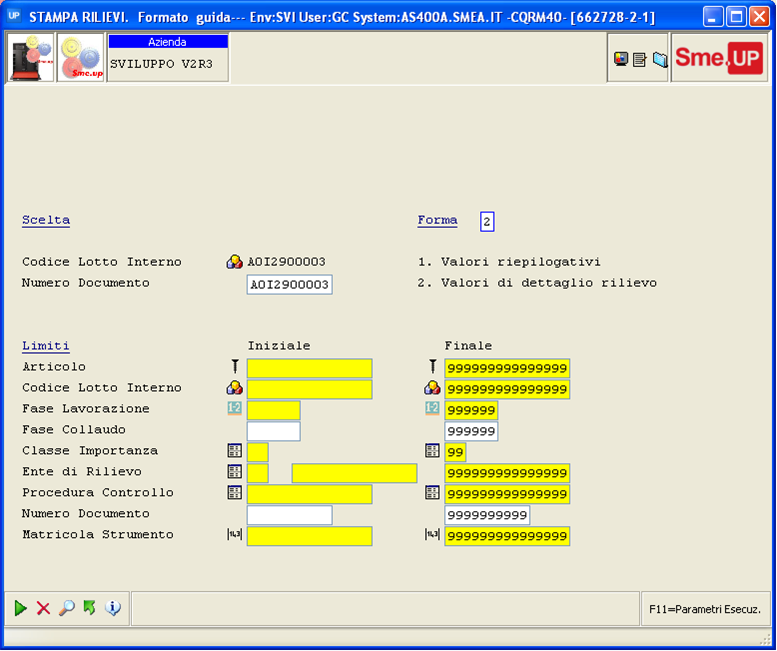 UP STAMPA RILIEVI. Formato guida--- Env:SVI User:GC System:AS400A.SMEA.IT -CQRM40- [662728-2-1]
Sme.up
Azienda
SVILUPPO V2R3
Sme.UP
Scelta Forma 2
Codice Lotto Interno A0I2900003 1. Valori riepilogativi
Numero Documento A0I2900003 2. Valori di dettaglio rilievo
Limiti Iniziale Finale
Articolo 999999999999999
Codice Lotto Interno 999999999999999
Fase Lavorazione 999999
Fase Collaudo 999999
Classe Importanza 99
Ente di Rilievo 999999999999999
Procedura Controllo 999999999999999
Numero Documento 9999999999
Matricola Strumento 999999999999999
F11=Parametri Esecuz.